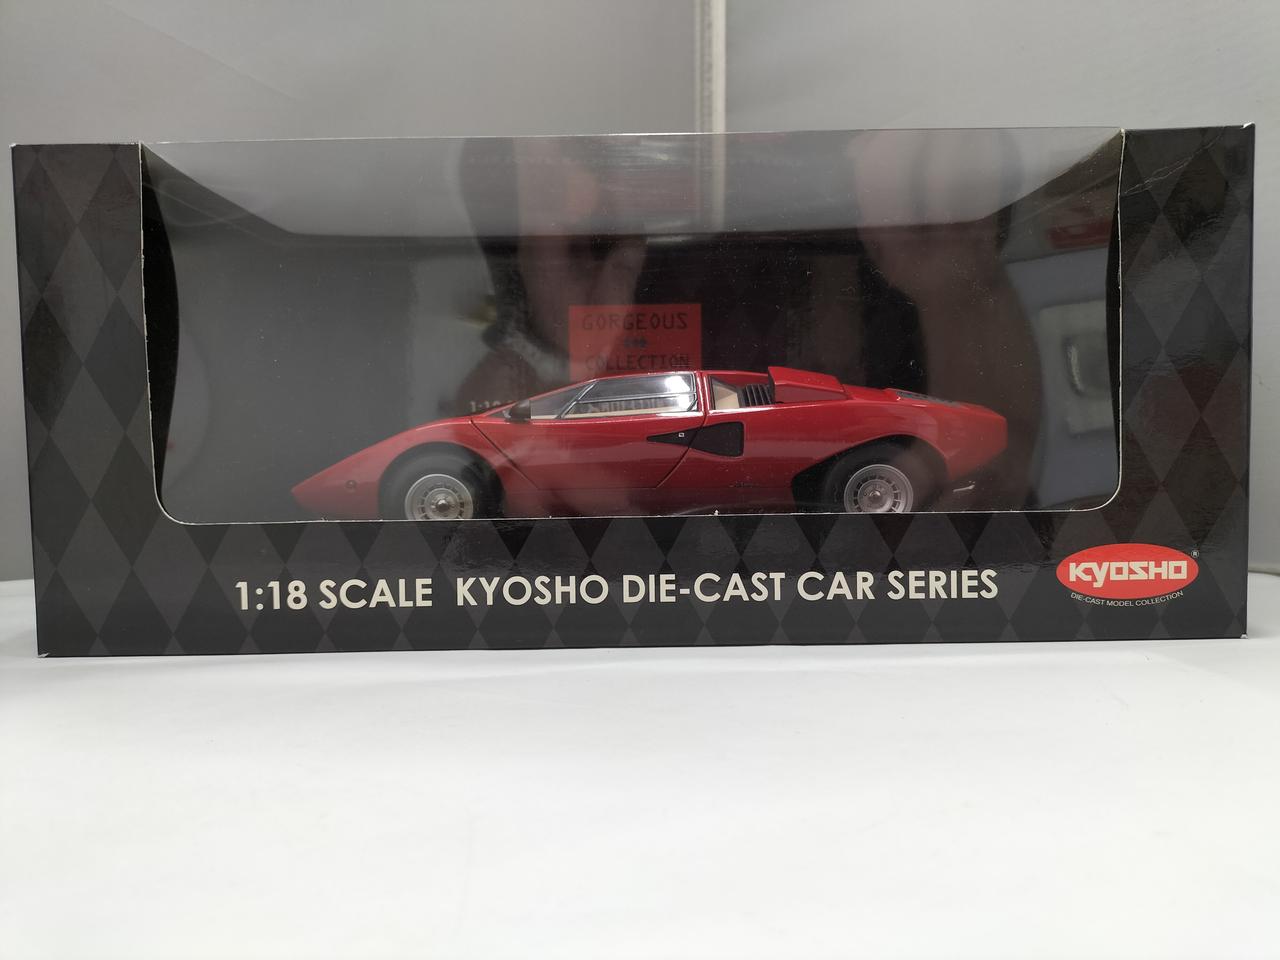 GORGEOUS
COLLECTION
1:18 SCALE KYOSHO DIE-CAST CAR SERIES
KYOSHO®
DIE-CAST MODEL COLLECTION